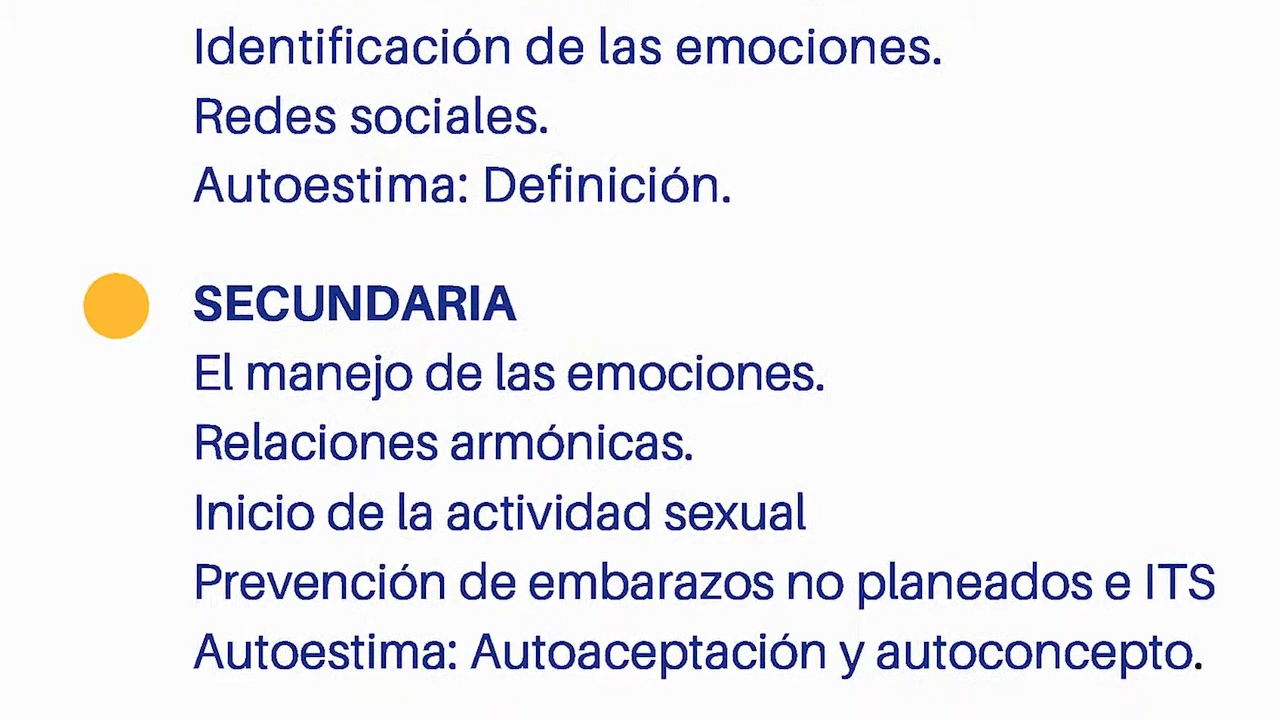 Identificación de las emociones.
Redes sociales.
Autoestima: Definición.
SECUNDARIA
El manejo de las emociones.
Relaciones armónicas.
Inicio de la actividad sexual
Prevención de embarazos no planeados e ITS
Autoestima: Autoaceptación y autoconcepto.